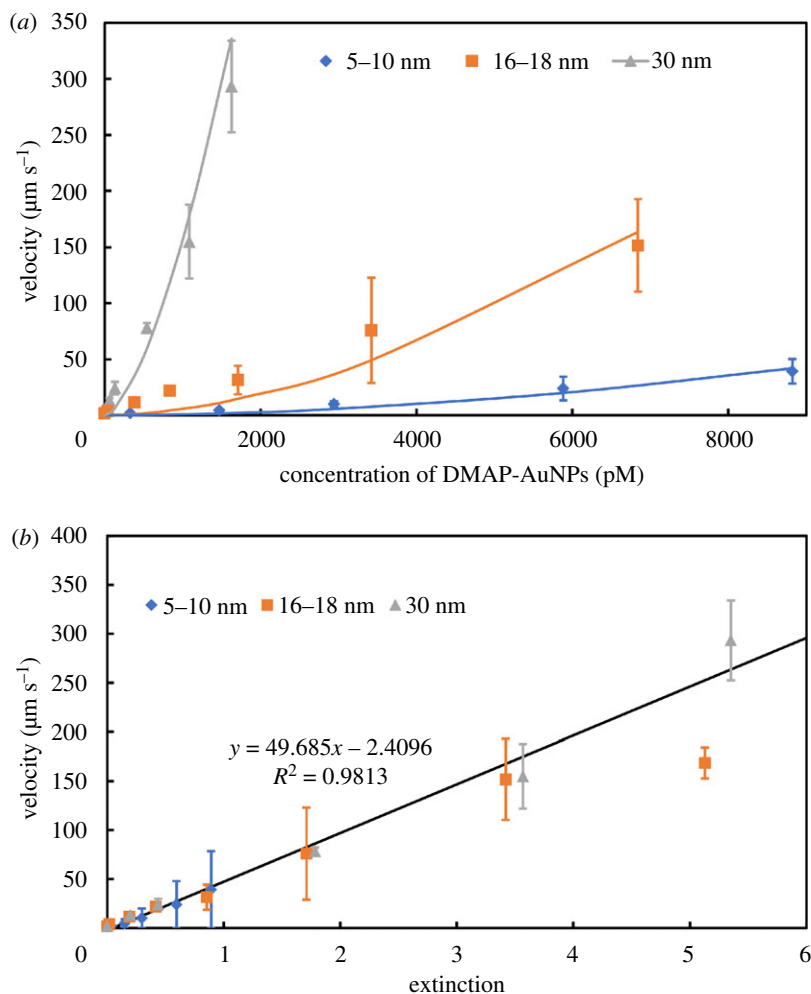 (a)
350
300
250
200
150
100
50
0
velocity (µm s⁻¹)
5–10 nm 16–18 nm 30 nm
2000 4000 6000 8000
concentration of DMAP-AuNPs (pM)
(b)
400
350
300
250
200
150
100
50
0
velocity (µm s⁻¹)
5–10 nm 16–18 nm 30 nm
y = 49.685x – 2.4096
R² = 0.9813
1 2 3 4 5 6
extinction